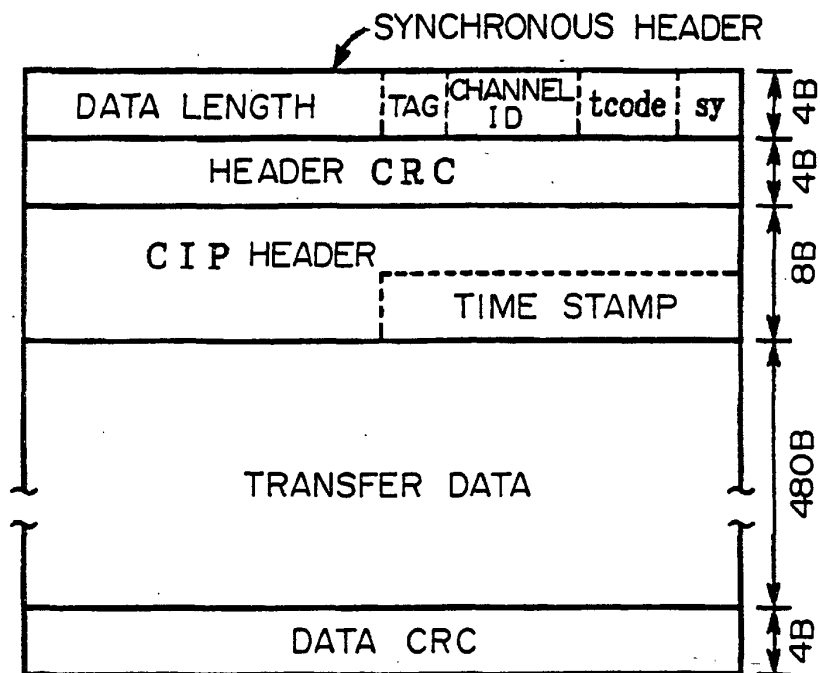 SYNCHRONOUS HEADER
DATA LENGTH TAG CHANNEL ID tcode sy 4B
HEADER CRC 4B
CIP HEADER 8B
TIME STAMP
TRANSFER DATA 480B
DATA CRC 4B